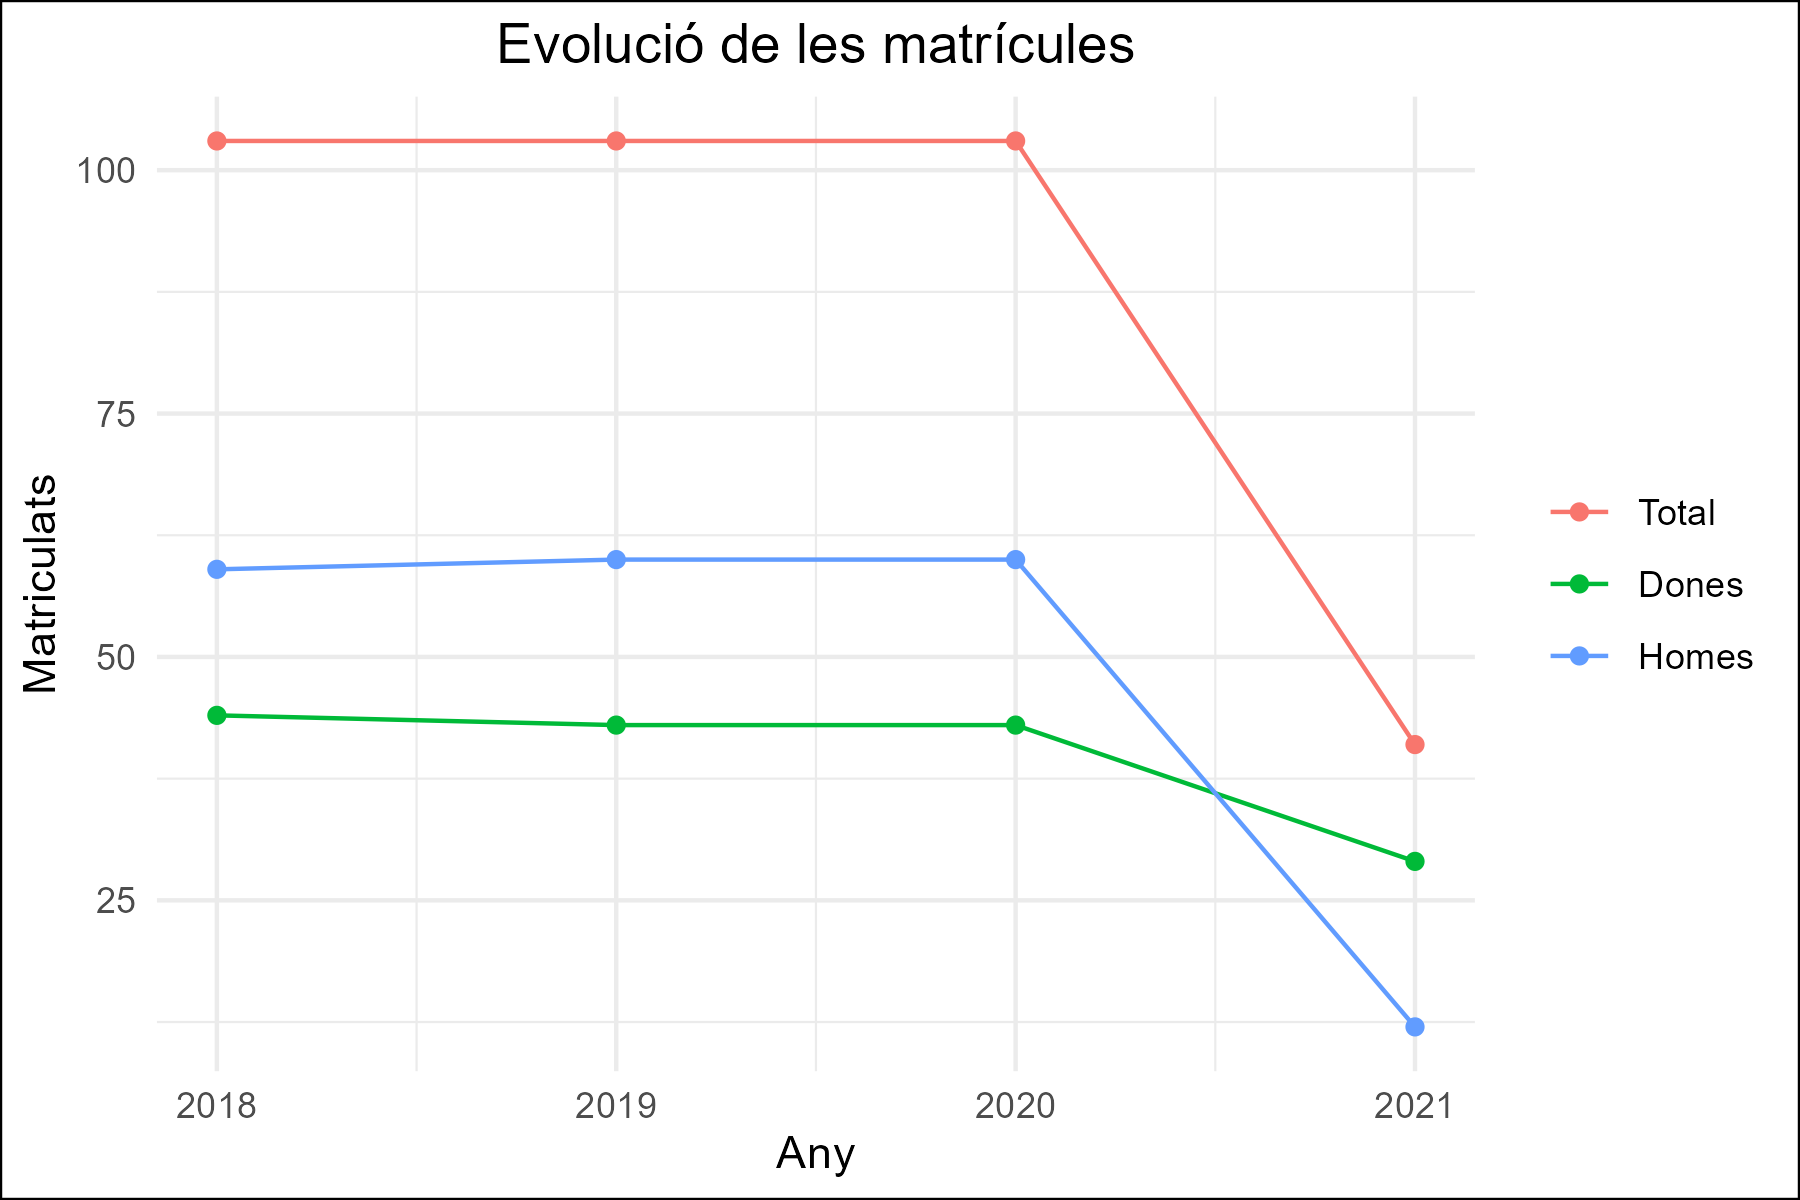 Evolució de les matrícules
100
75
50
25
Matriculats
2018
2019
2020
2021
Any
Total
Dones
Homes